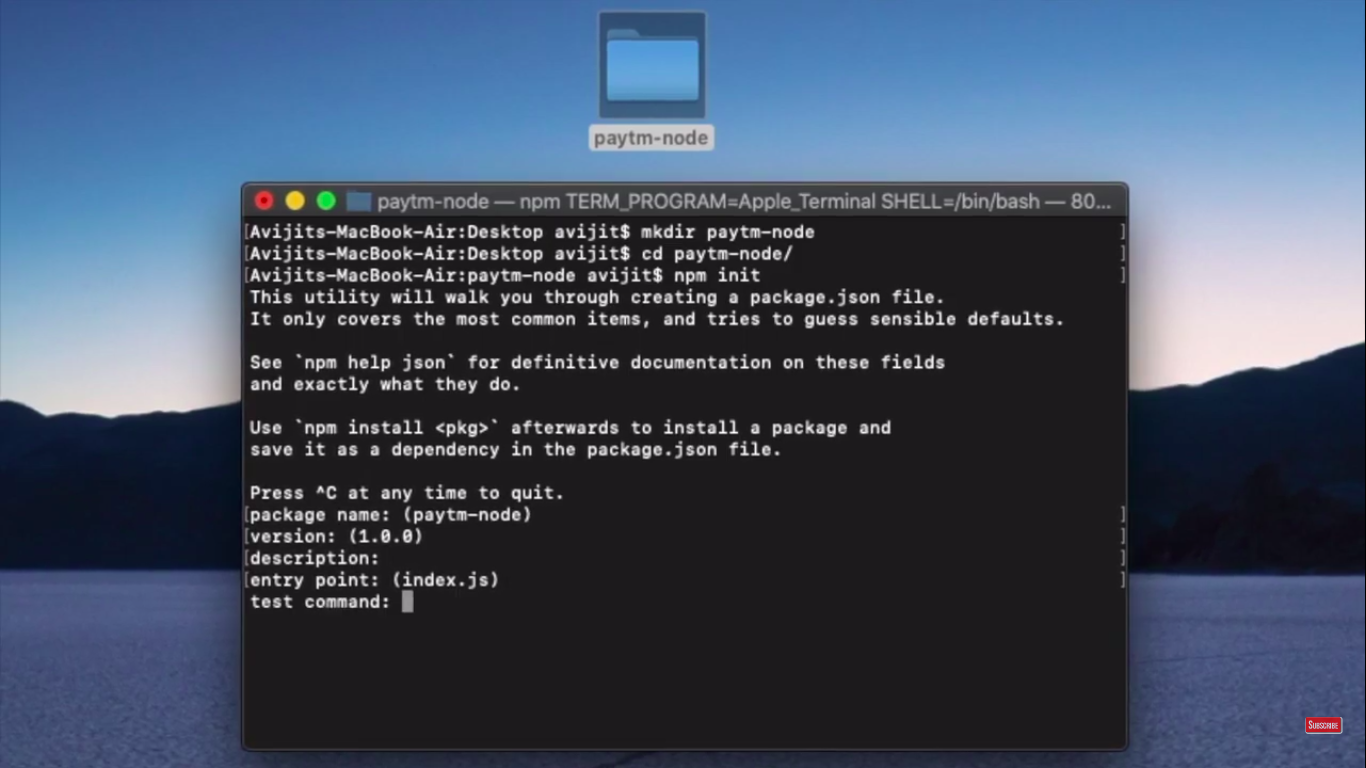 paytm-node
paytm-node — npm TERM_PROGRAM=Apple_Terminal SHELL=/bin/bash — 80...
[Avijits-MacBook-Air:Desktop avijit$ mkdir paytm-node ]
[Avijits-MacBook-Air:Desktop avijit$ cd paytm-node/ ]
[Avijits-MacBook-Air:paytm-node avijit$ npm init ]
This utility will walk you through creating a package.json file.
It only covers the most common items, and tries to guess sensible defaults.
See `npm help json` for definitive documentation on these fields
and exactly what they do.
Use `npm install <pkg>` afterwards to install a package and
save it as a dependency in the package.json file.
Press ^C at any time to quit.
[package name: (paytm-node) ]
[version: (1.0.0) ]
[description: ]
[entry point: (index.js) ]
test command:
SUBSCRIBE